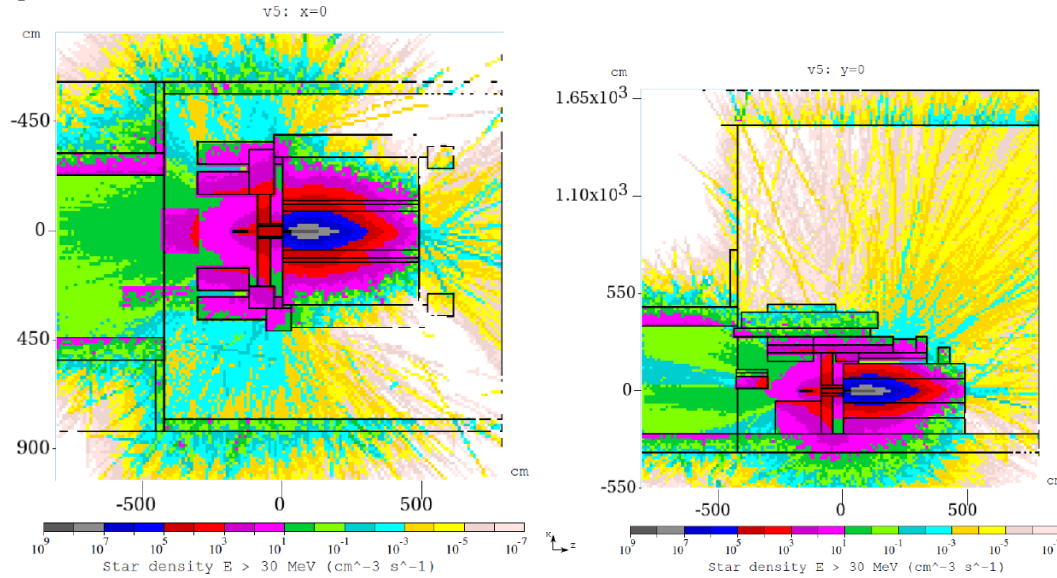 v5: x=0
cm
-450
0
450
900
cm
-500 0 500
10^9 10^7 10^5 10^3 10^1 10^-1 10^-3 10^-5 10^-7
Star density E > 30 MeV (cm^-3 s^-1)
x
z
v5: y=0
cm
1.65x10^3
1.10x10^3
550
0
-550
cm
-500 0 500
10^9 10^7 10^5 10^3 10^1 10^-1 10^-3 10^-5 10^-7
Star density E > 30 MeV (cm^-3 s^-1)